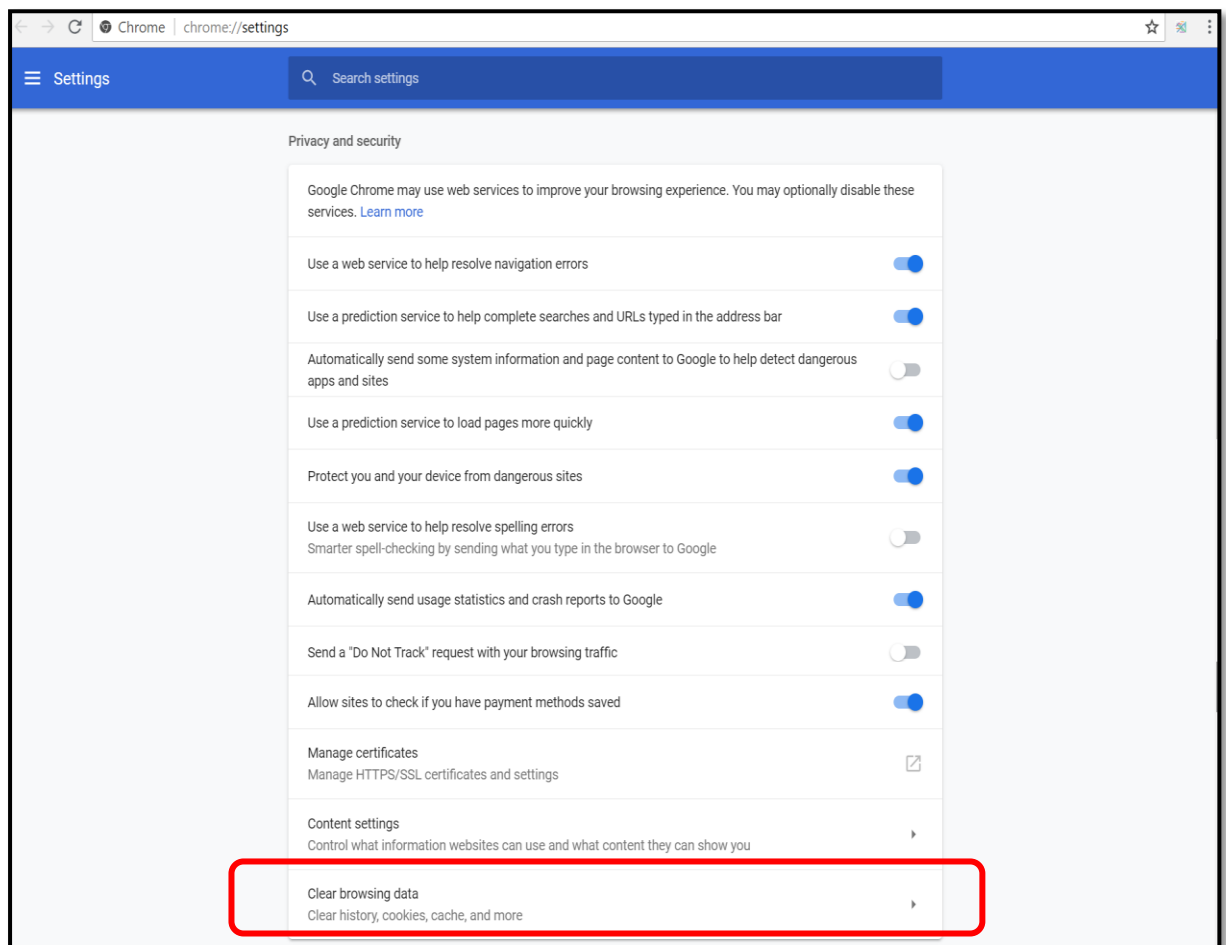 Chrome | chrome://settings
Settings
Search settings
Privacy and security
Google Chrome may use web services to improve your browsing experience. You may optionally disable these
services. Learn more
Use a web service to help resolve navigation errors
Use a prediction service to help complete searches and URLs typed in the address bar
Automatically send some system information and page content to Google to help detect dangerous
apps and sites
Use a prediction service to load pages more quickly
Protect you and your device from dangerous sites
Use a web service to help resolve spelling errors
Smarter spell-checking by sending what you type in the browser to Google
Automatically send usage statistics and crash reports to Google
Send a "Do Not Track" request with your browsing traffic
Allow sites to check if you have payment methods saved
Manage certificates
Manage HTTPS/SSL certificates and settings
Content settings
Control what information websites can use and what content they can show you
Clear browsing data
Clear history, cookies, cache, and more